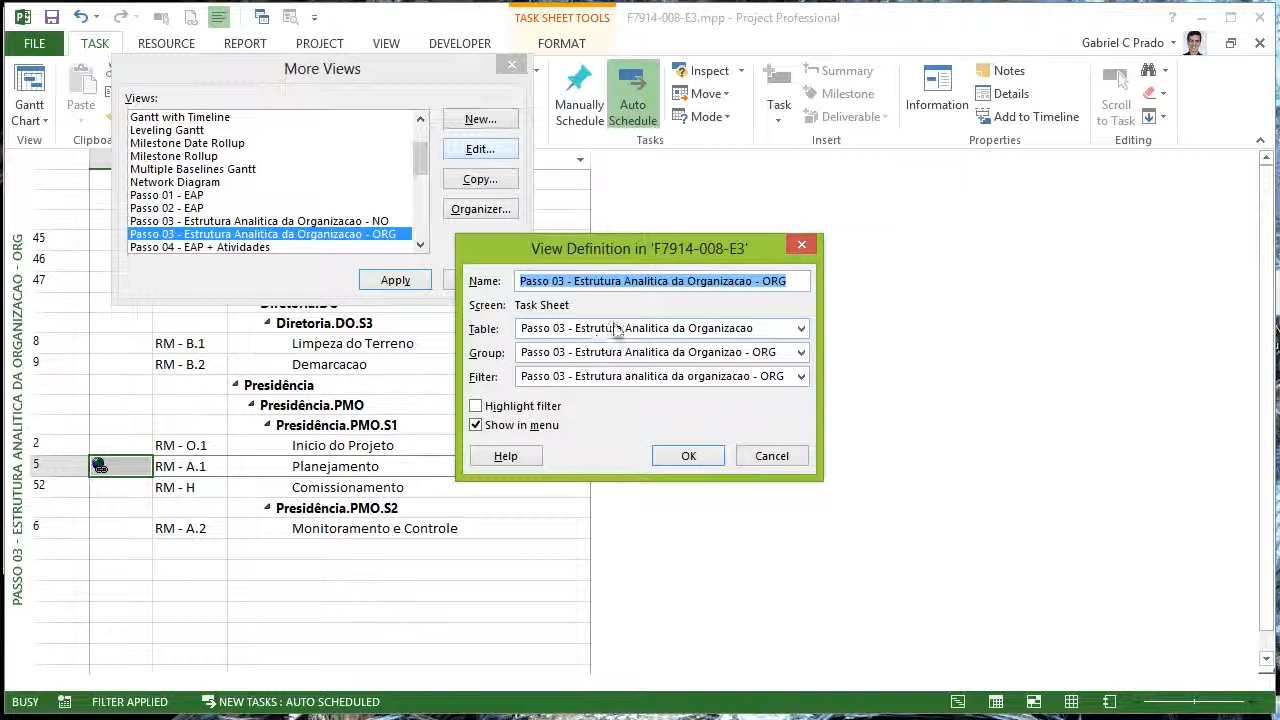 TASK SHEET TOOLS
F7914-008-E3.mpp - Project Professional
FILE
TASK
RESOURCE
REPORT
PROJECT
VIEW
DEVELOPER
FORMAT
Gabriel C Prado
Gantt
Chart
View
Paste
Manually
Schedule
Auto
Schedule
Inspect
Move
Mode
Tasks
Task
Summary
Milestone
Deliverable
Insert
Information
Notes
Details
Add to Timeline
Properties
Scroll
to Task
Editing
More Views
Views:
Gantt with Timeline
Leveling Gantt
Milestone Date Rollup
Milestone Rollup
Multiple Baselines Gantt
Network Diagram
Passo 01 - EAP
Passo 02 - EAP
Passo 03 - Estrutura Analitica da Organizacao - NO
Passo 03 - Estrutura Analitica da Organizacao - ORG
Passo 04 - EAP + Atividades
New...
Edit...
Copy...
Organizer...
Apply
View Definition in 'F7914-008-E3'
Name: Passo 03 - Estrutura Analitica da Organizacao - ORG
Screen: Task Sheet
Table: Passo 03 - Estrutura Analitica da Organizacao
Group: Passo 03 - Estrutura Analitica da Organizao - ORG
Filter: Passo 03 - Estrutura analitica da organizacao - ORG
Highlight filter
Show in menu
Help
OK
Cancel
PASSO 03 - ESTRUTURA ANALITICA DA ORGANIZACAO - ORG
45
46
47
Diretoria.DO.S3
8 RM - B.1 Limpeza do Terreno
9 RM - B.2 Demarcacao
Presidência
Presidência.PMO
Presidência.PMO.S1
2 RM - O.1 Inicio do Projeto
5 RM - A.1 Planejamento
52 RM - H Comissionamento
Presidência.PMO.S2
6 RM - A.2 Monitoramento e Controle
BUSY
FILTER APPLIED
NEW TASKS : AUTO SCHEDULED